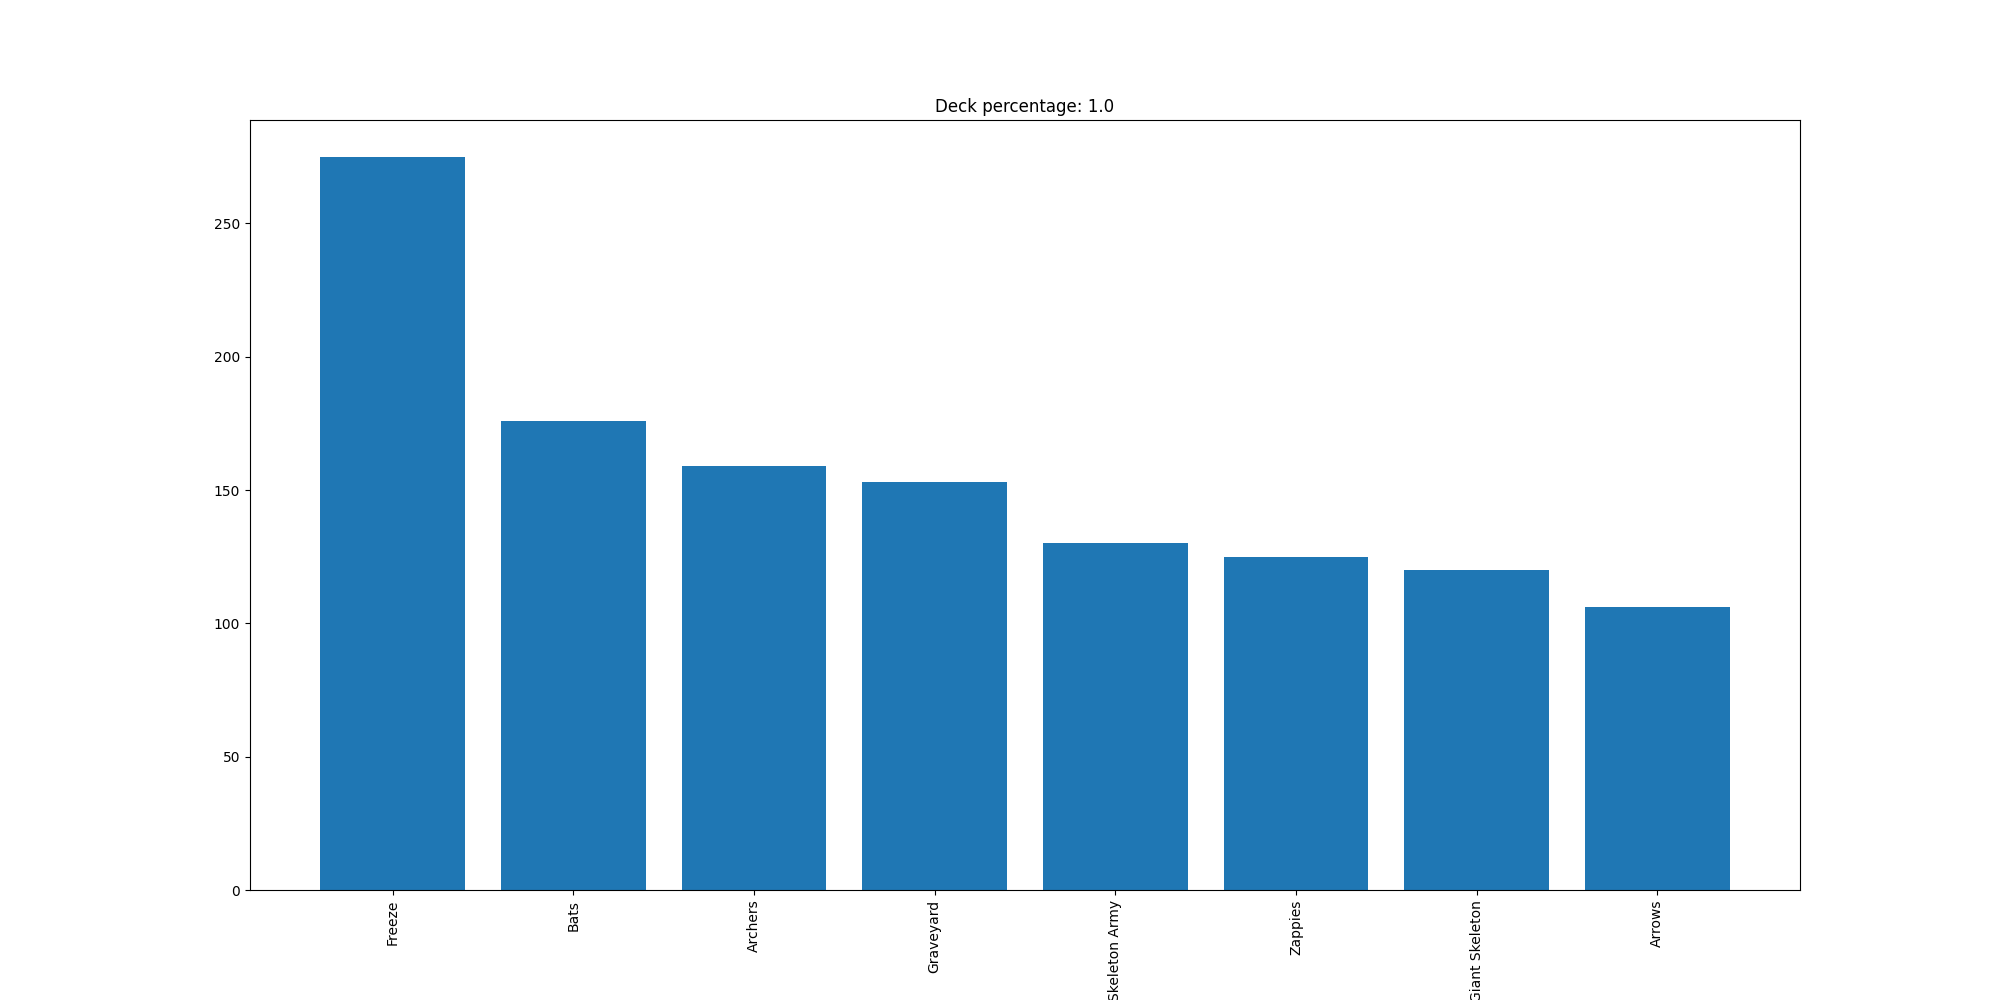 Deck percentage: 1.0
250
200
150
100
50
0
Freeze
Bats
Archers
Graveyard
Skeleton Army
Zappies
Giant Skeleton
Arrows